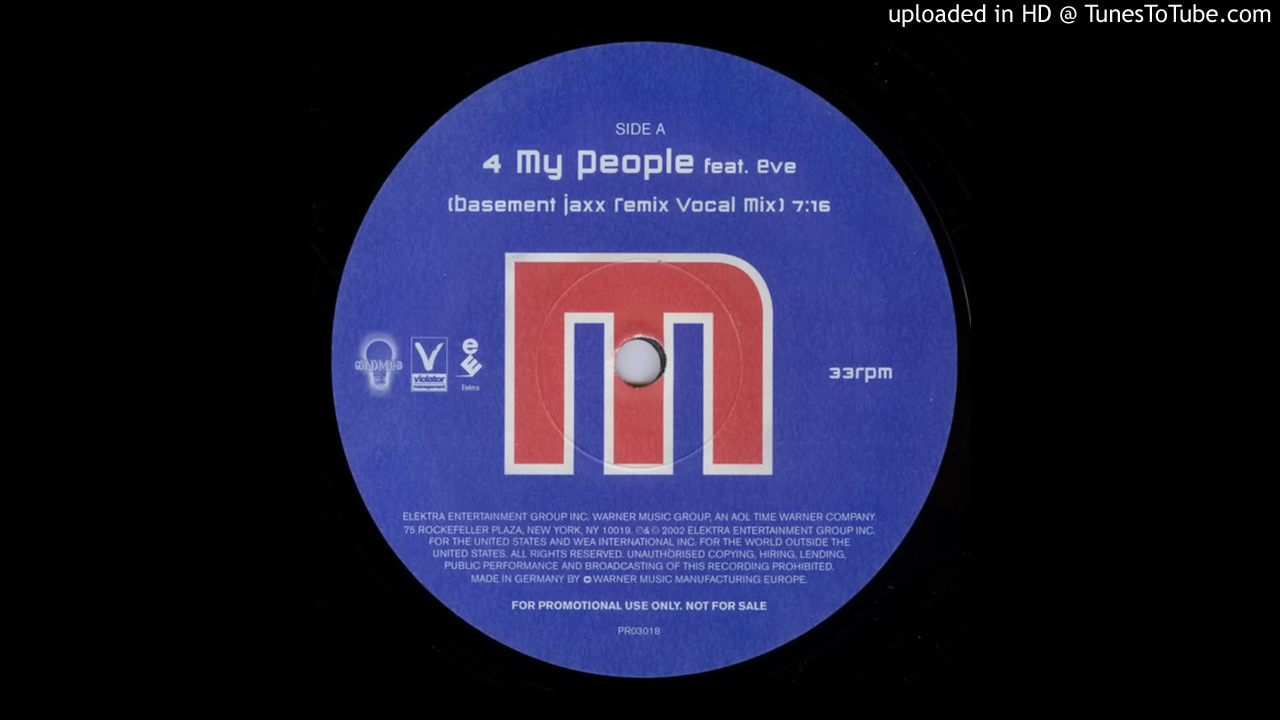 uploaded in HD @ TunesToTube.com
SIDE A
4 My People feat. Eve
(Basement Jaxx Remix Vocal Mix) 7:16
violator
Elektra
33rpm
ELEKTRA ENTERTAINMENT GROUP INC. WARNER MUSIC GROUP, AN AOL TIME WARNER COMPANY.
75 ROCKEFELLER PLAZA, NEW YORK, NY 10019. ℗& © 2002 ELEKTRA ENTERTAINMENT GROUP INC.
FOR THE UNITED STATES AND WEA INTERNATIONAL INC. FOR THE WORLD OUTSIDE THE
UNITED STATES. ALL RIGHTS RESERVED. UNAUTHORISED COPYING, HIRING, LENDING,
PUBLIC PERFORMANCE AND BROADCASTING OF THIS RECORDING PROHIBITED.
MADE IN GERMANY BY WARNER MUSIC MANUFACTURING EUROPE.
FOR PROMOTIONAL USE ONLY. NOT FOR SALE
PR03018